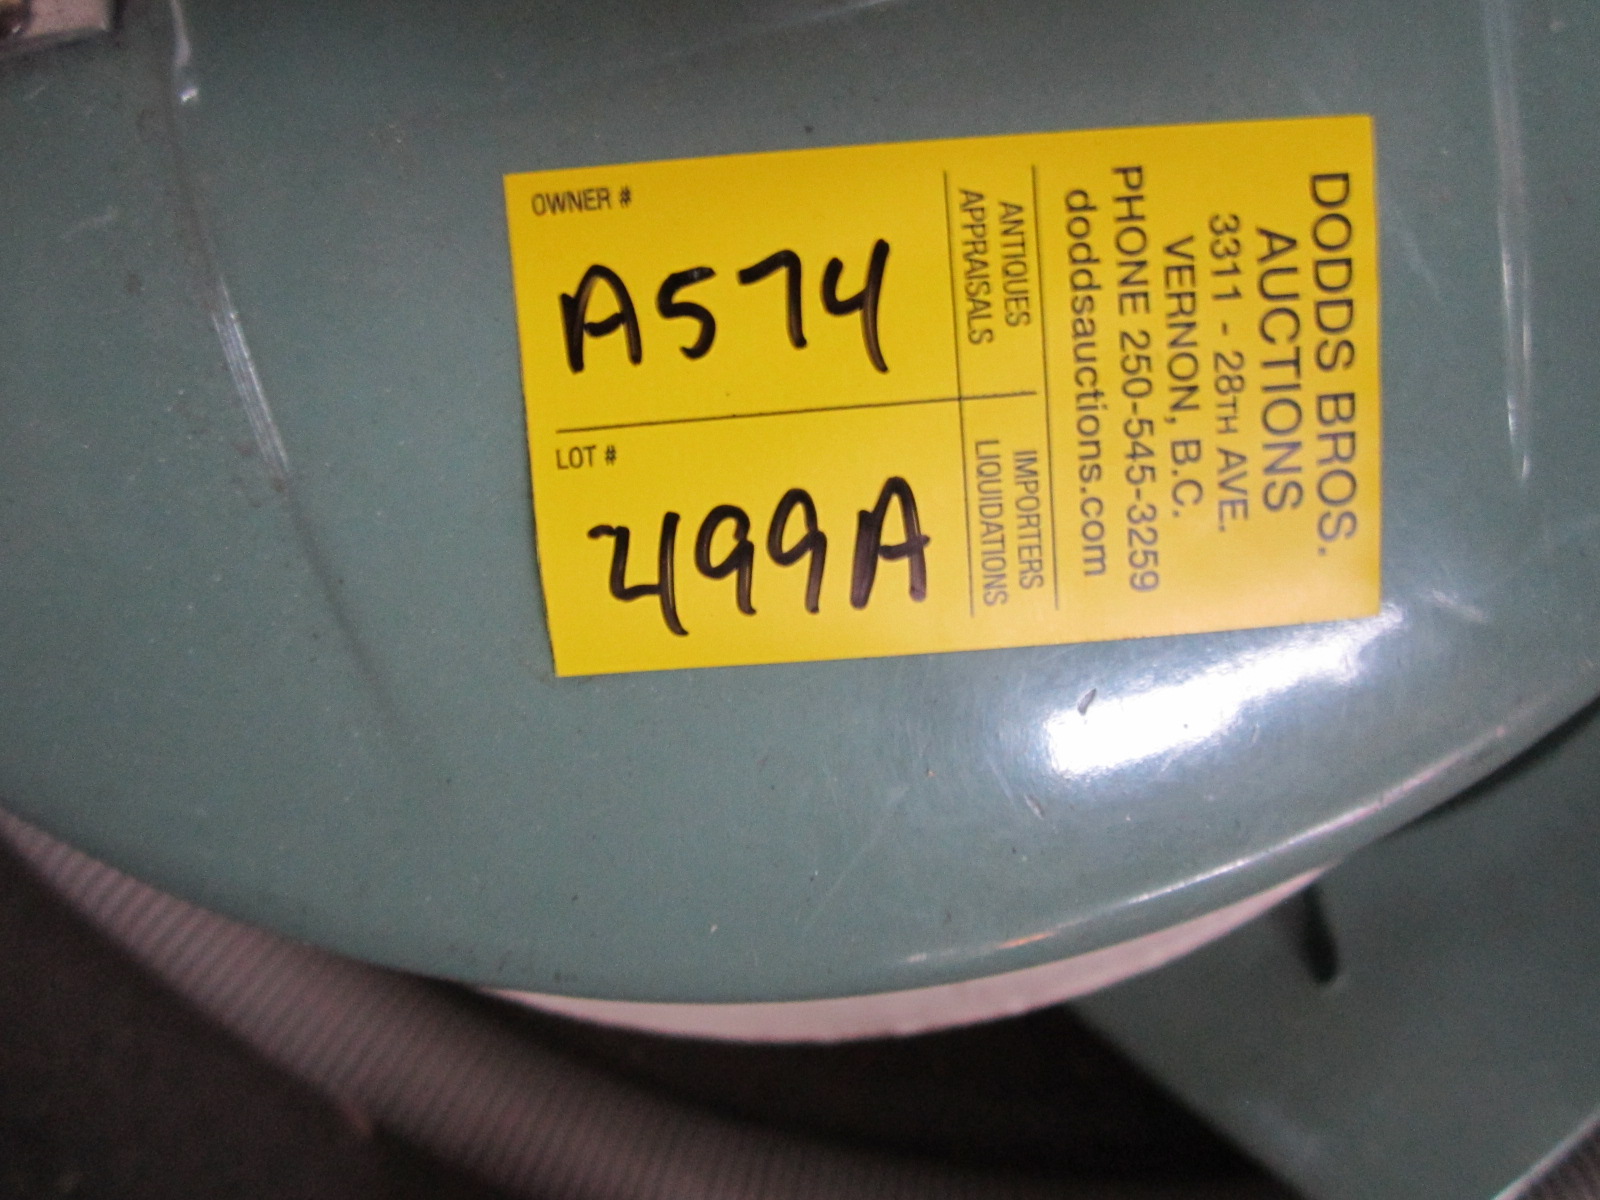 DODDS BROS.
AUCTIONS
3311 - 28TH AVE.
VERNON, B.C.
PHONE 250-545-3259
doddsauctions.com
ANTIQUES IMPORTERS
APPRAISALS LIQUIDATIONS
OWNER #
A574
LOT #
499A